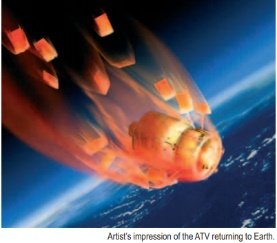 Artist's impression of the ATV returning to Earth.